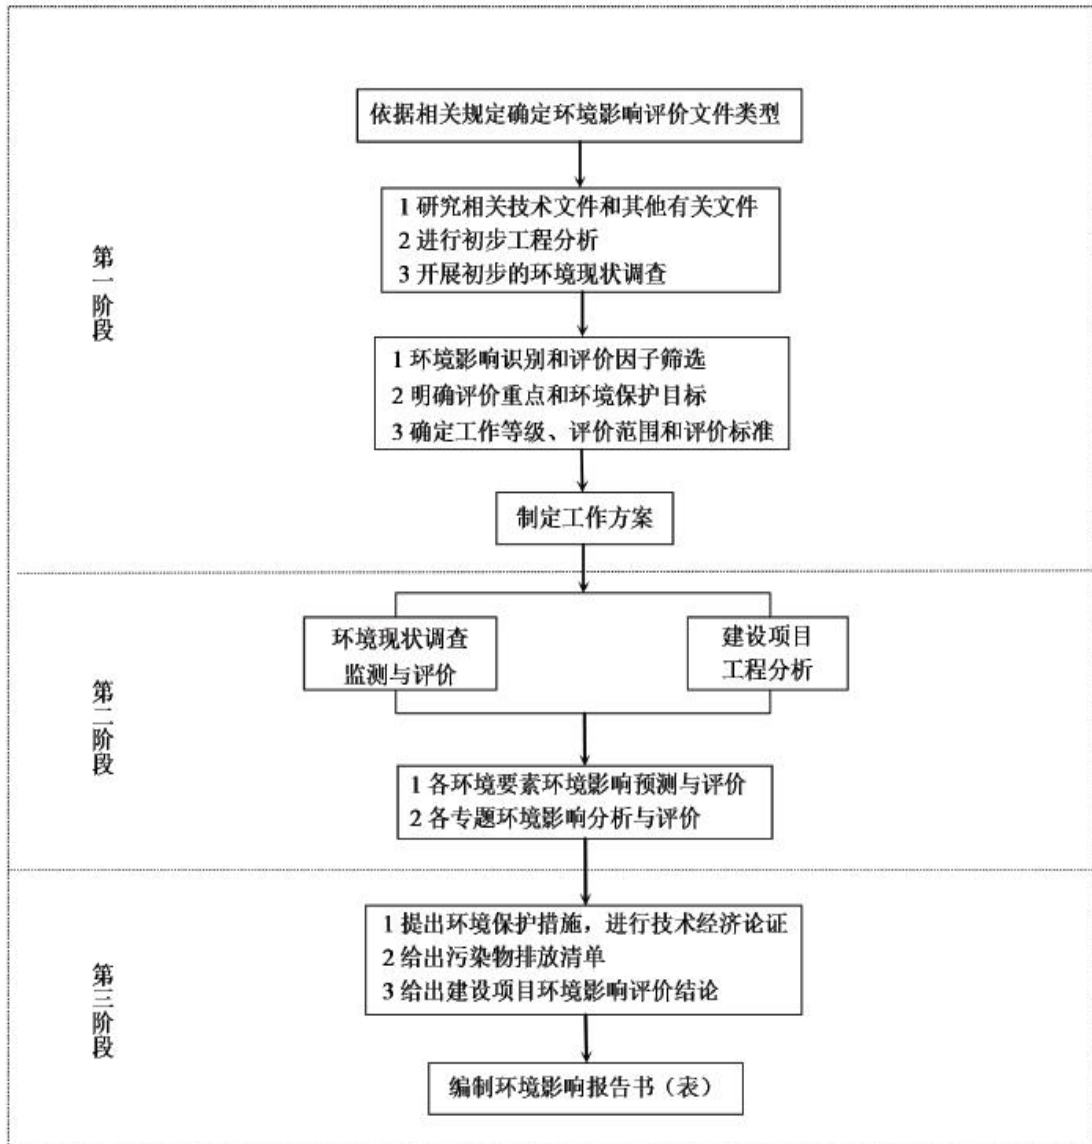 依据相关规定确定环境影响评价文件类型
1 研究相关技术文件和其他有关文件
2 进行初步工程分析
3 开展初步的环境现状调查
第一阶段
1 环境影响识别和评价因子筛选
2 明确评价重点和环境保护目标
3 确定工作等级、评价范围和评价标准
制定工作方案
环境现状调查
监测与评价
建设项目
工程分析
第二阶段
1 各环境要素环境影响预测与评价
2 各专题环境影响分析与评价
1 提出环境保护措施，进行技术经济论证
2 给出污染物排放清单
3 给出建设项目环境影响评价结论
第三阶段
编制环境影响报告书（表）